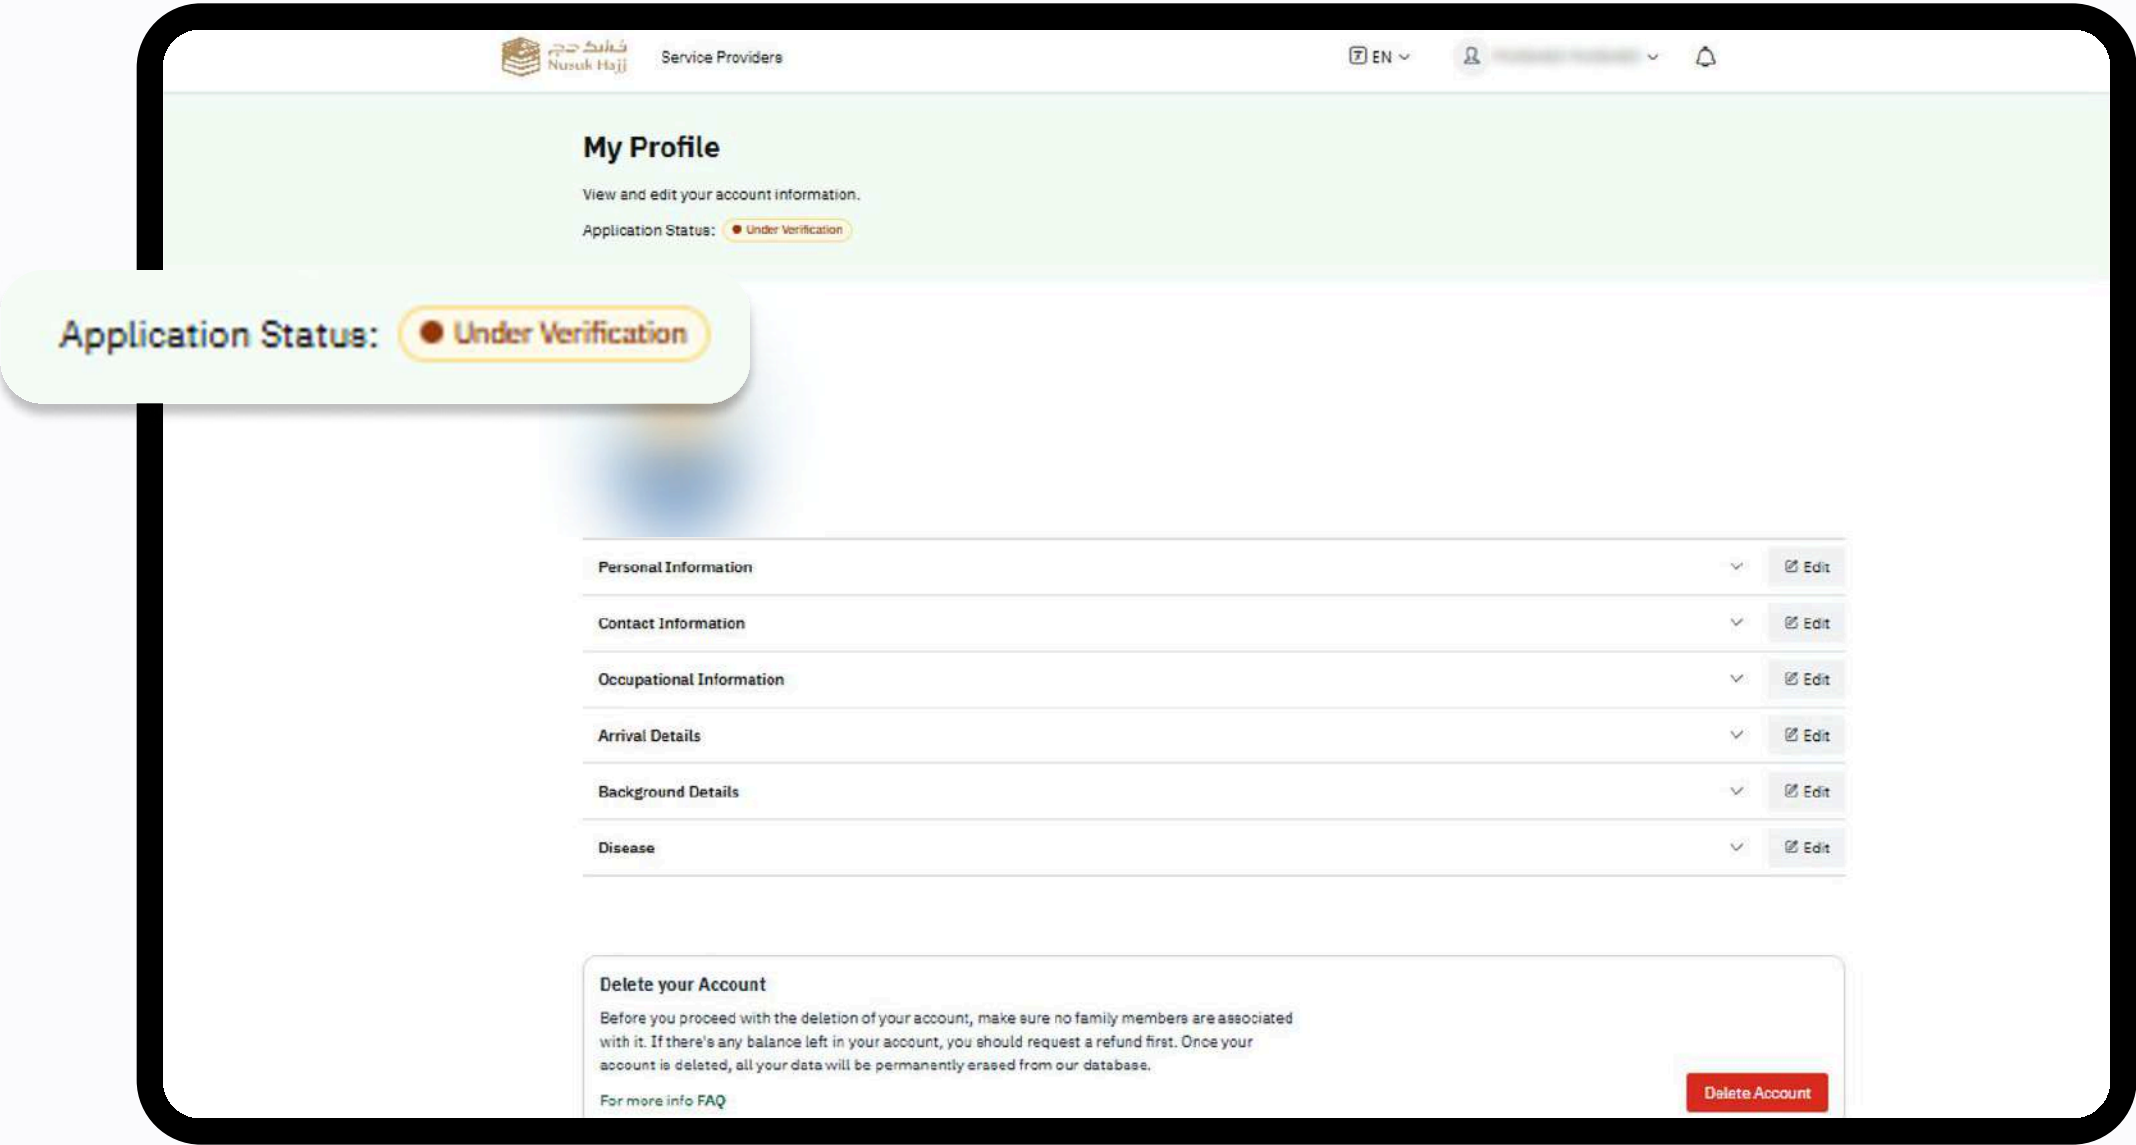 نسك حج
Nusuk Hajj
Service Providers
EN
My Profile
View and edit your account information.
Application Status: Under Verification
Application Status: Under Verification
Personal Information
Edit
Contact Information
Edit
Occupational Information
Edit
Arrival Details
Edit
Background Details
Edit
Disease
Edit
Delete your Account
Before you proceed with the deletion of your account, make sure no family members are associated
with it. If there's any balance left in your account, you should request a refund first. Once your
account is deleted, all your data will be permanently erased from our database.
For more info FAQ
Delete Account